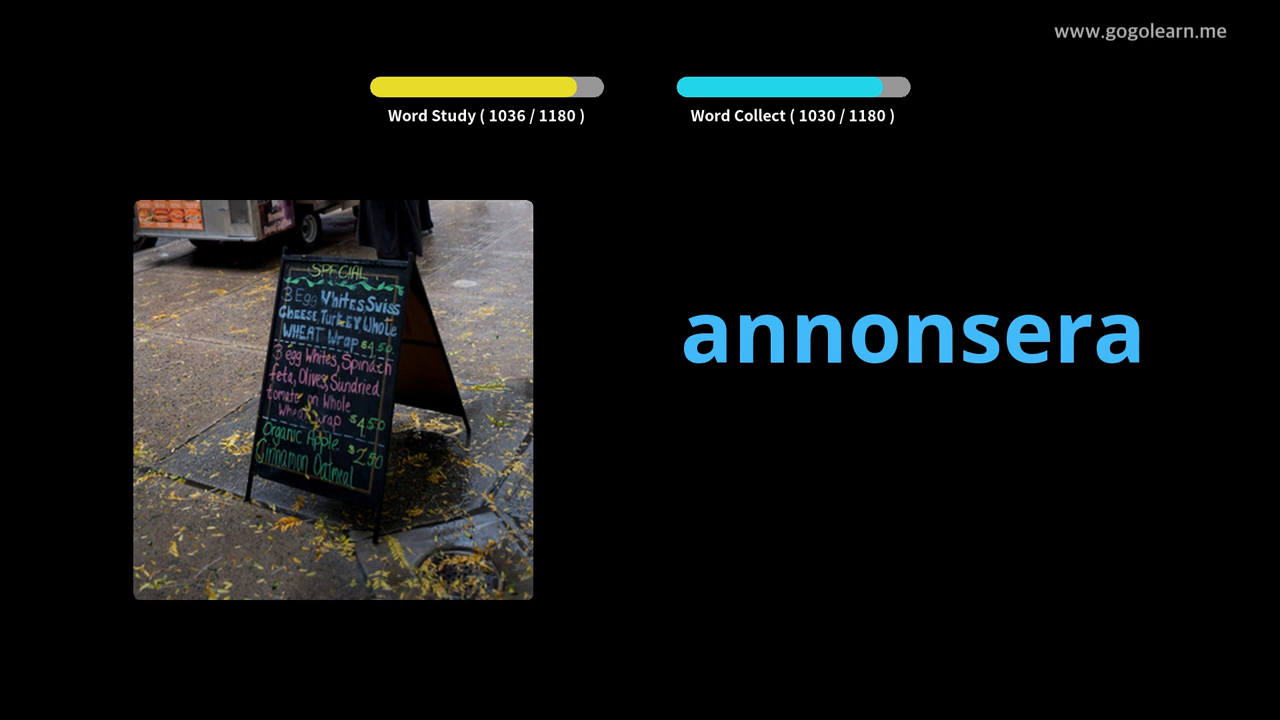 www.gogolearn.me
Word Study ( 1036 / 1180 )
Word Collect ( 1030 / 1180 )
annonsera
SPECIAL
3 Egg Whites, Swiss
Cheese, Turkey Whole
WHEAT Wrap $4.50
3 egg Whites, Spinach
feta, Olives, Sundried
tomato on Whole
Wheat Wrap $4.50
Organic Apple
Cinnamon Oatmeal $2.50